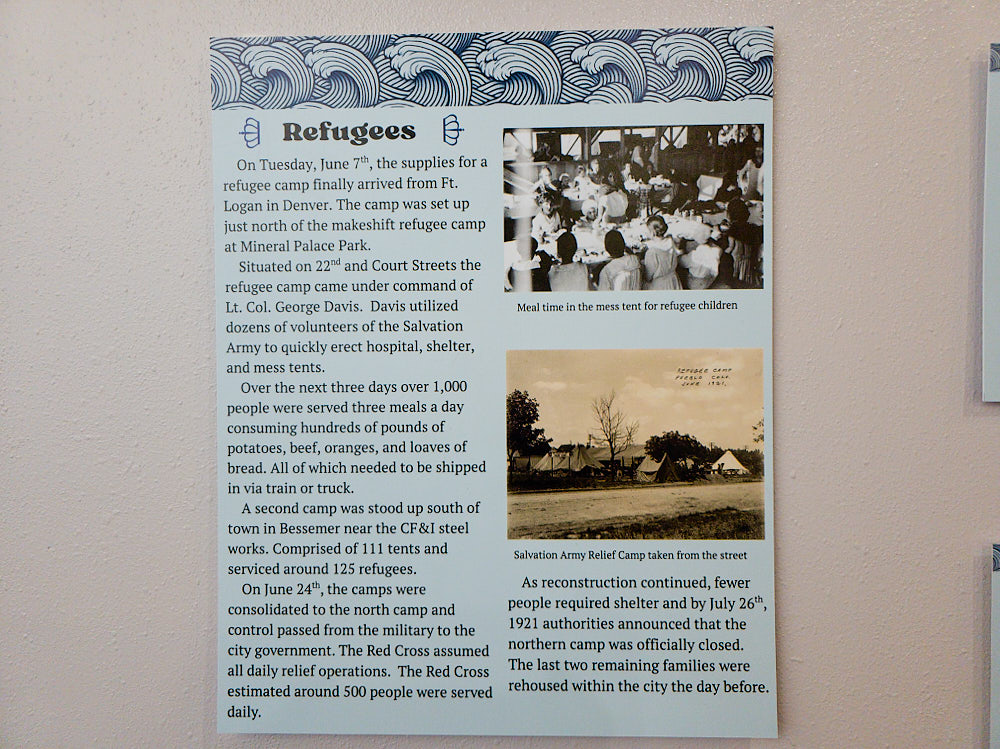 Refugees
On Tuesday, June 7th, the supplies for a
refugee camp finally arrived from Ft.
Logan in Denver. The camp was set up
just north of the makeshift refugee camp
at Mineral Palace Park.
Situated on 22nd and Court Streets the
refugee camp came under command of
Lt. Col. George Davis. Davis utilized
dozens of volunteers of the Salvation
Army to quickly erect hospital, shelter,
and mess tents.
Over the next three days over 1,000
people were served three meals a day
consuming hundreds of pounds of
potatoes, beef, oranges, and loaves of
bread. All of which needed to be shipped
in via train or truck.
A second camp was stood up south of
town in Bessemer near the CF&I steel
works. Comprised of 111 tents and
serviced around 125 refugees.
On June 24th, the camps were
consolidated to the north camp and
control passed from the military to the
city government. The Red Cross assumed
all daily relief operations. The Red Cross
estimated around 500 people were served
daily.
Meal time in the mess tent for refugee children
REFUGEE CAMP
PUEBLO COLO.
JUNE 1921.
Salvation Army Relief Camp taken from the street
As reconstruction continued, fewer
people required shelter and by July 26th,
1921 authorities announced that the
northern camp was officially closed.
The last two remaining families were
rehoused within the city the day before.